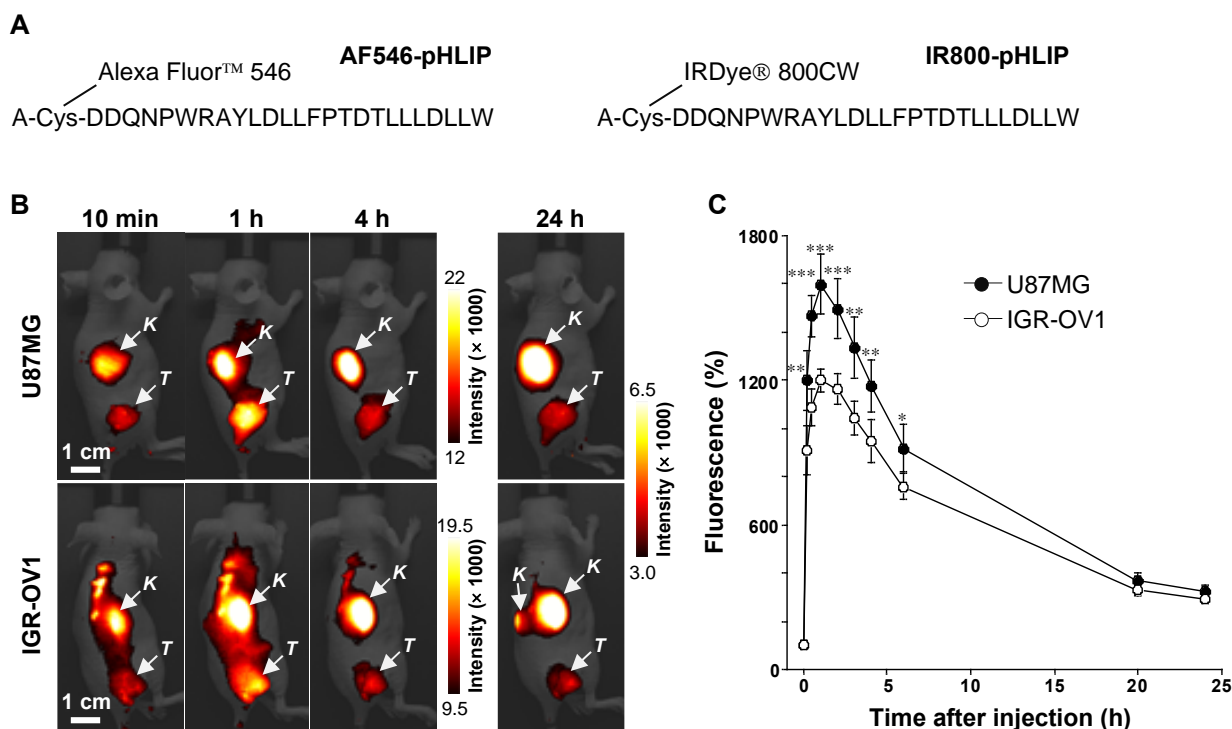 A
Alexa Fluor™ 546
AF546-pHLIP
A-Cys-DDQNPWRAYLDLLFPTDTLLLDLLW
IRDye® 800CW
IR800-pHLIP
A-Cys-DDQNPWRAYLDLLFPTDTLLLDLLW
B
10 min 1 h 4 h 24 h
U87MG
K
T
1 cm
K
T
K
T
22
Intensity (× 1000)
12
K
T
6.5
Intensity (× 1000)
3.0
IGR-OV1
K
T
1 cm
K
T
K
T
19.5
Intensity (× 1000)
9.5
K
K
T
C
Fluorescence (%)
1800
1200
600
0
**
***
***
***
**
**
*
U87MG
IGR-OV1
0 5 10 15 20 25
Time after injection (h)